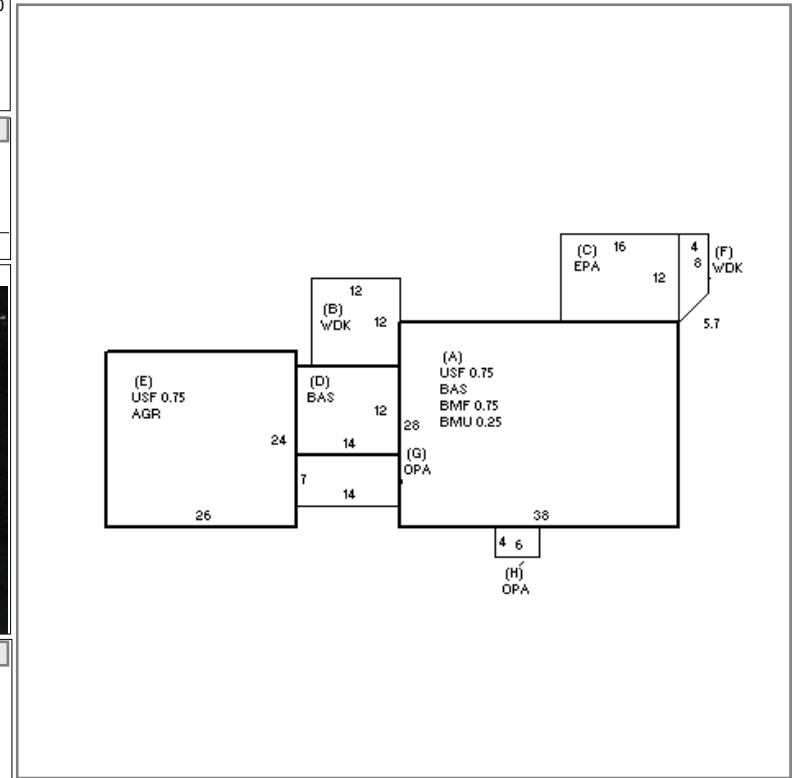 (C) 16
EPA
12
4
8
(F)
WDK
5.7
12
(B)
WDK
12
(A)
USF 0.75
BAS
BMF 0.75
BMU 0.25
28
38
(E)
USF 0.75
AGR
24
26
(D)
BAS
12
14
(G)
OPA
7
14
4 6
(H)
OPA